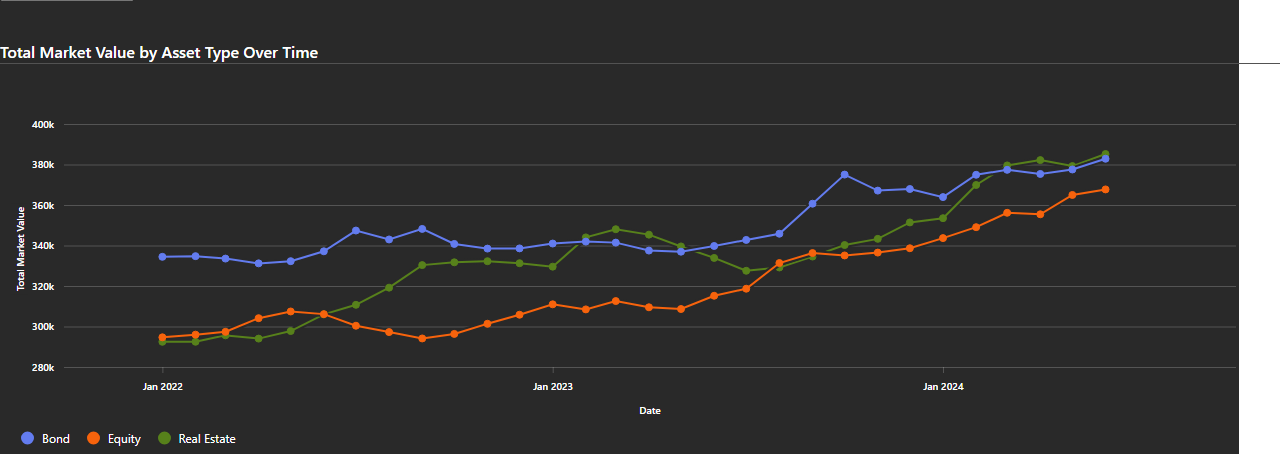 Total Market Value by Asset Type Over Time
400k
380k
360k
340k
320k
300k
280k
Total Market Value
Jan 2022 Jan 2023 Jan 2024
Date
Bond Equity Real Estate